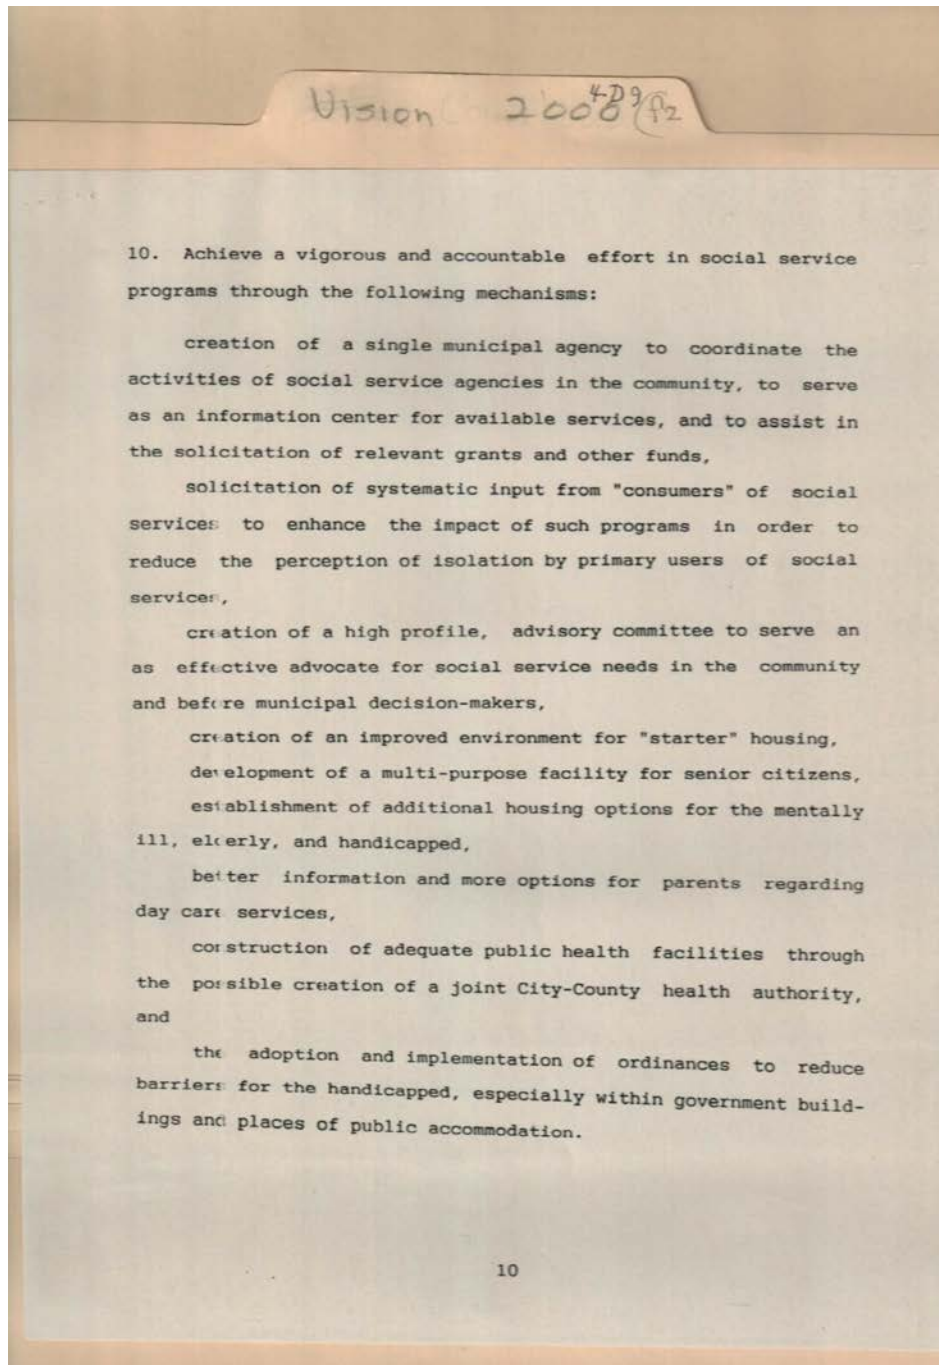 Vision 2000
4-D9
10. Achieve a vigorous and accountable effort in social service
programs through the following mechanisms:
creation of a single municipal agency to coordinate the
activities of social service agencies in the community, to serve
as an information center for available services, and to assist in
the solicitation of relevant grants and other funds,
solicitation of systematic input from "consumers" of social
services to enhance the impact of such programs in order to
reduce the perception of isolation by primary users of social
services,
creation of a high profile, advisory committee to serve an
as effective advocate for social service needs in the community
and before municipal decision-makers,
creation of an improved environment for "starter" housing,
development of a multi-purpose facility for senior citizens,
establishment of additional housing options for the mentally
ill, elderly, and handicapped,
better information and more options for parents regarding
day care services,
construction of adequate public health facilities through
the possible creation of a joint City-County health authority,
and
the adoption and implementation of ordinances to reduce
barriers for the handicapped, especially within government build-
ings and places of public accommodation.
10